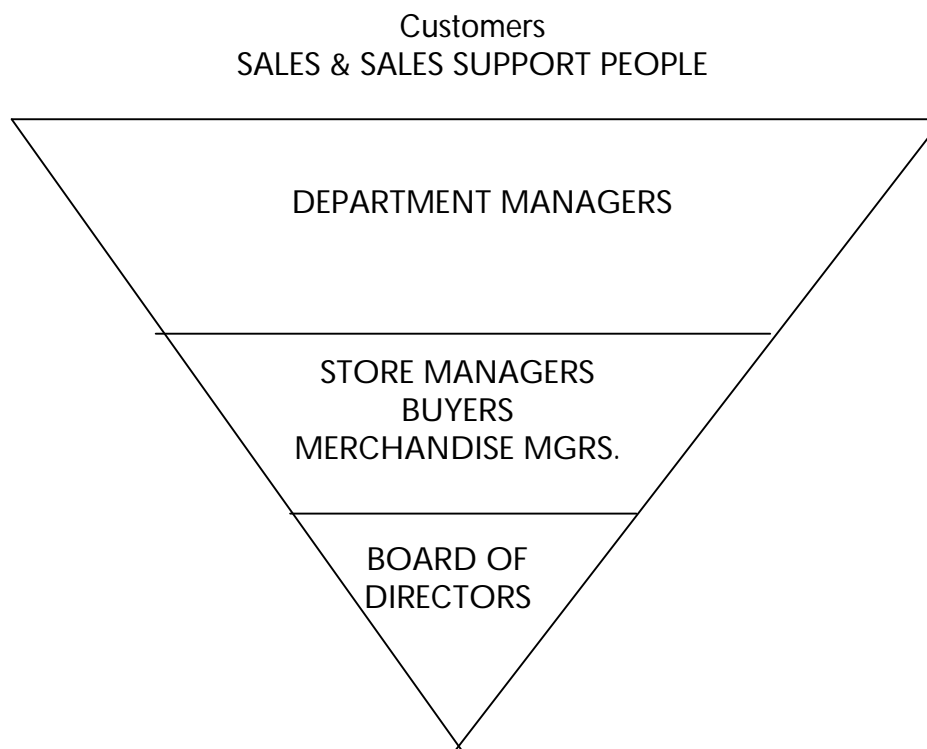 Customers
SALES & SALES SUPPORT PEOPLE
DEPARTMENT MANAGERS
STORE MANAGERS
BUYERS
MERCHANDISE MGRS.
BOARD OF
DIRECTORS